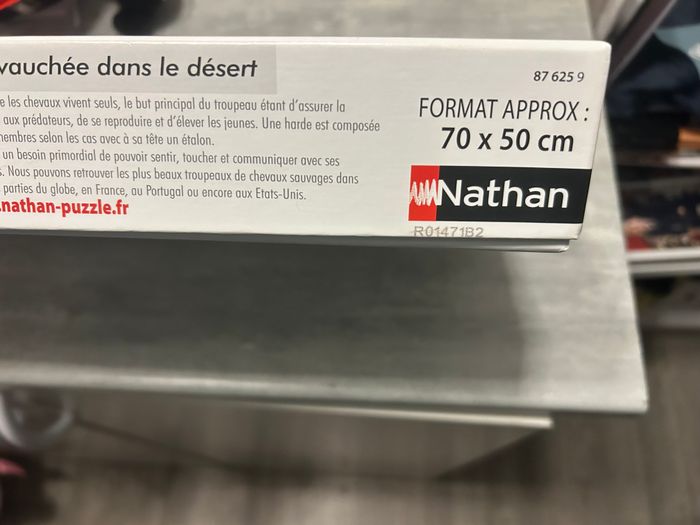 vauchée dans le désert
87 625 9
e les chevaux vivent seuls, le but principal du troupeau étant d'assurer la
aux prédateurs, de se reproduire et d'élever les jeunes. Une harde est composée
membres selon les cas avec à sa tête un étalon.
un besoin primordial de pouvoir sentir, toucher et communiquer avec ses
s. Nous pouvons retrouver les plus beaux troupeaux de chevaux sauvages dans
parties du globe, en France, au Portugal ou encore aux Etats-Unis.
.nathan-puzzle.fr
FORMAT APPROX :
70 x 50 cm
Nathan
R01471B2